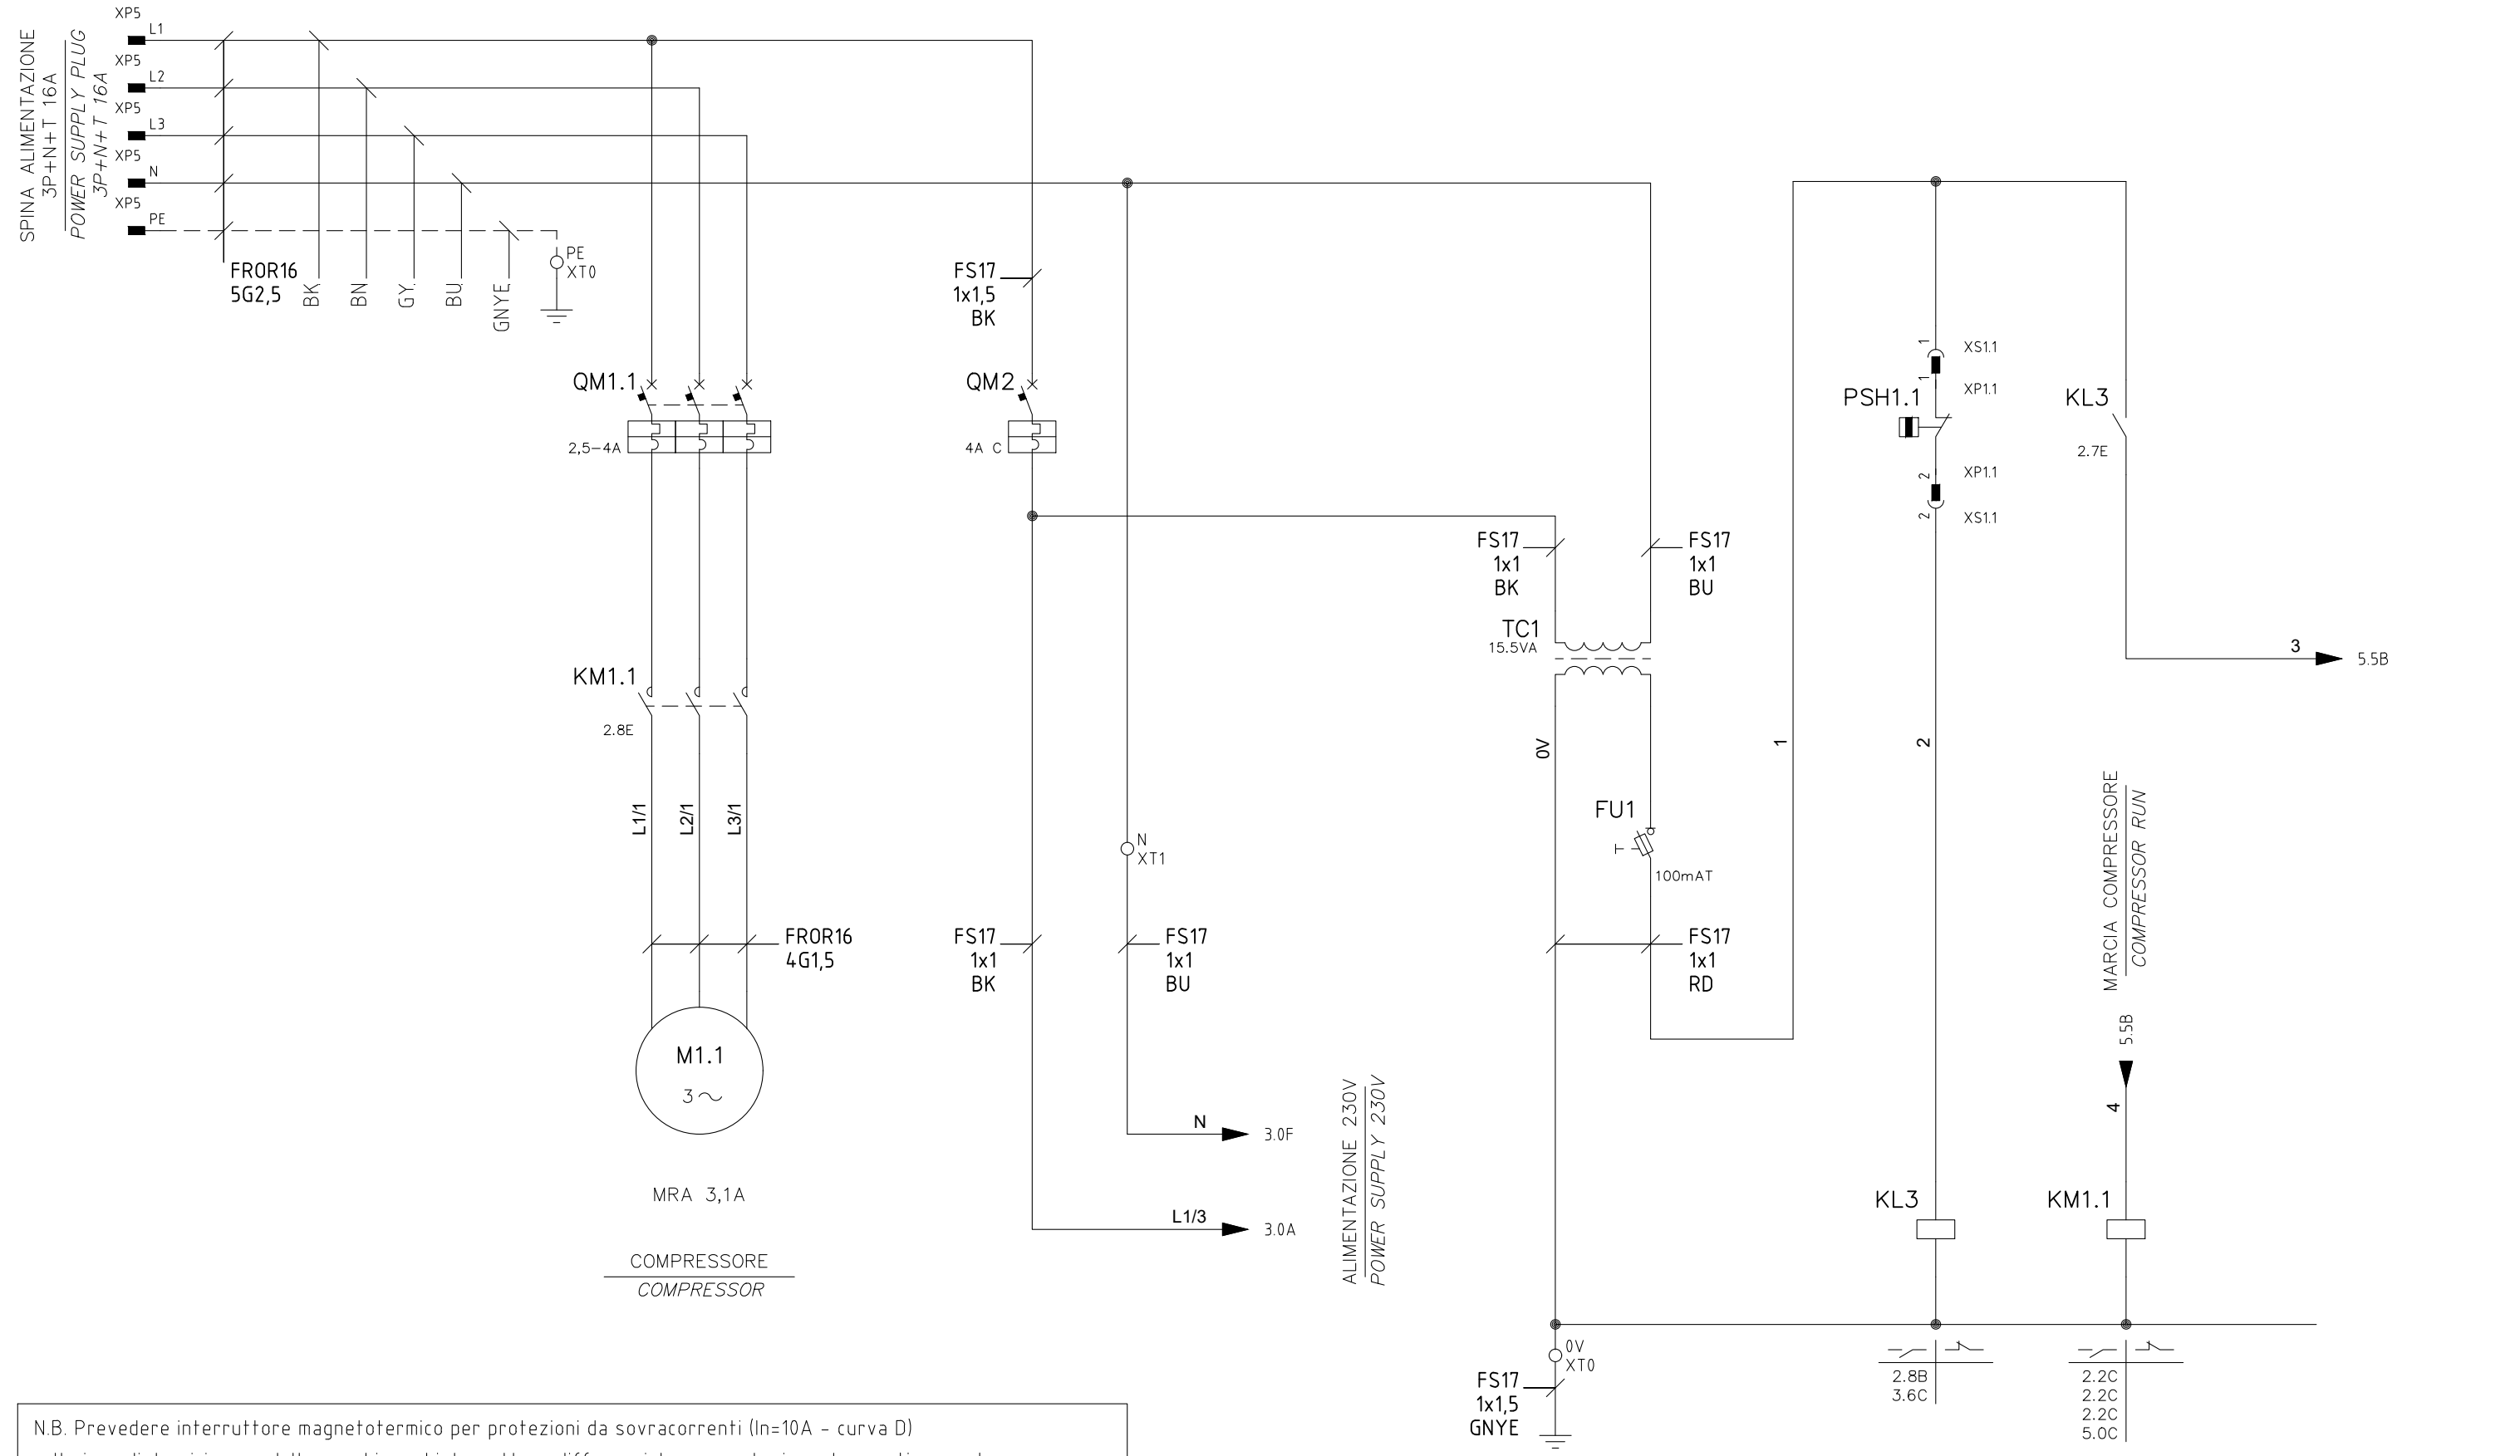 SPINA ALIMENTAZIONE
3P+N+T 16A
POWER SUPPLY PLUG
3P+N+T 16A
XP5
L1
XP5
L2
XP5
L3
XP5
N
XP5
PE
FROR16
5G2,5
BK
BN
GY
BU
GNYE
PE
XT0
QM1.1
2,5-4A
KM1.1
2.8E
L1/1
L2/1
L3/1
FROR16
4G1,5
M1.1
3~
MRA 3,1A
COMPRESSORE
COMPRESSOR
FS17
1x1,5
BK
QM2
4A C
FS17
1x1
BK
N
XT1
FS17
1x1
BU
N
3.0F
L1/3
3.0A
ALIMENTAZIONE 230V
POWER SUPPLY 230V
FS17
1x1
BK
FS17
1x1
BU
TC1
15.5VA
0V
FU1
100mAT
FS17
1x1
RD
1
0V
XT0
FS17
1x1,5
GNYE
1
XS1.1
1
XP1.1
PSH1.1
2
XP1.1
2
XS1.1
2
KL3
2.7E
3
5.5B
MARCIA COMPRESSORE
COMPRESSOR RUN
5.5B
4
KL3
KM1.1
2.8B
3.6C
2.2C
2.2C
2.2C
5.0C
N.B. Prevedere interruttore magnetotermico per protezioni da sovracorrenti (In=10A - curva D)